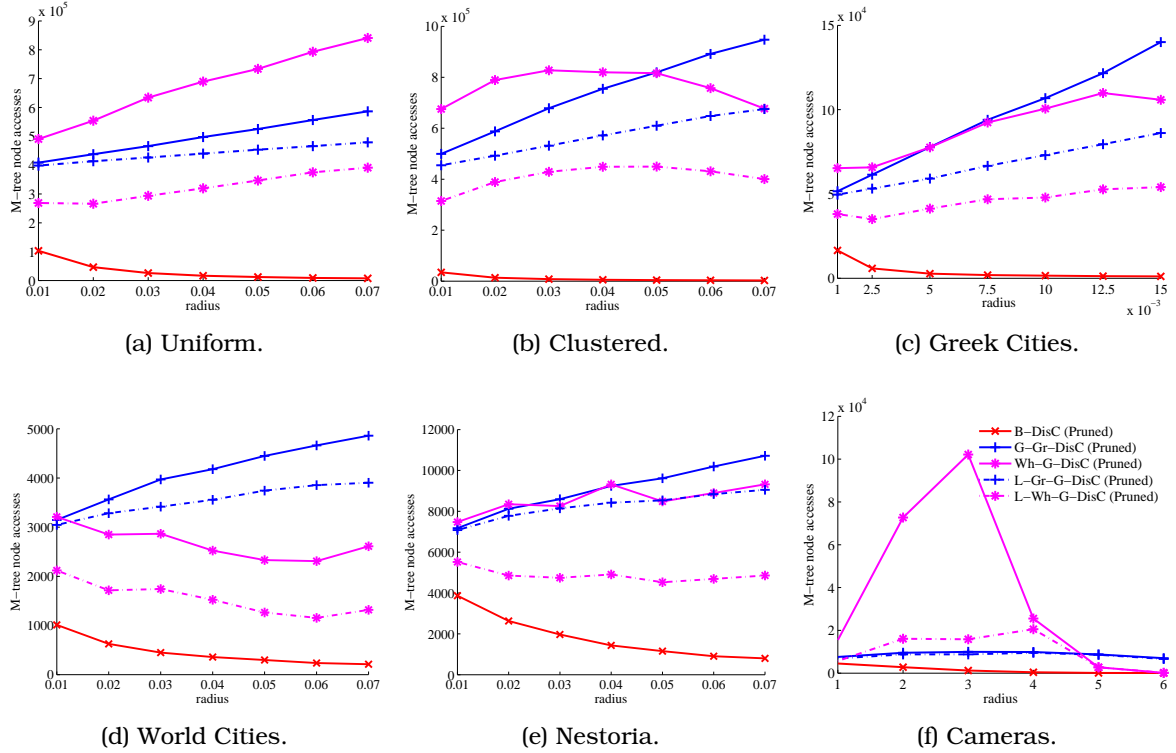 x 10^5
9
8
7
6
5
4
3
2
1
0
M−tree node accesses
0.01 0.02 0.03 0.04 0.05 0.06 0.07
radius
(a) Uniform.
x 10^5
10
8
6
4
2
0
M−tree node accesses
0.01 0.02 0.03 0.04 0.05 0.06 0.07
radius
(b) Clustered.
x 10^4
15
10
5
0
M−tree node accesses
1 2.5 5 7.5 10 12.5 15
x 10^−3
radius
(c) Greek Cities.
5000
4000
3000
2000
1000
0
M−tree node accesses
0.01 0.02 0.03 0.04 0.05 0.06 0.07
radius
(d) World Cities.
12000
10000
8000
6000
4000
2000
0
M−tree node accesses
0.01 0.02 0.03 0.04 0.05 0.06 0.07
radius
(e) Nestoria.
x 10^4
12
10
8
6
4
2
0
M−tree node accesses
B−DisC (Pruned)
G−Gr−DisC (Pruned)
Wh−G−DisC (Pruned)
L−Gr−G−DisC (Pruned)
L−Wh−G−DisC (Pruned)
1 2 3 4 5 6
radius
(f) Cameras.